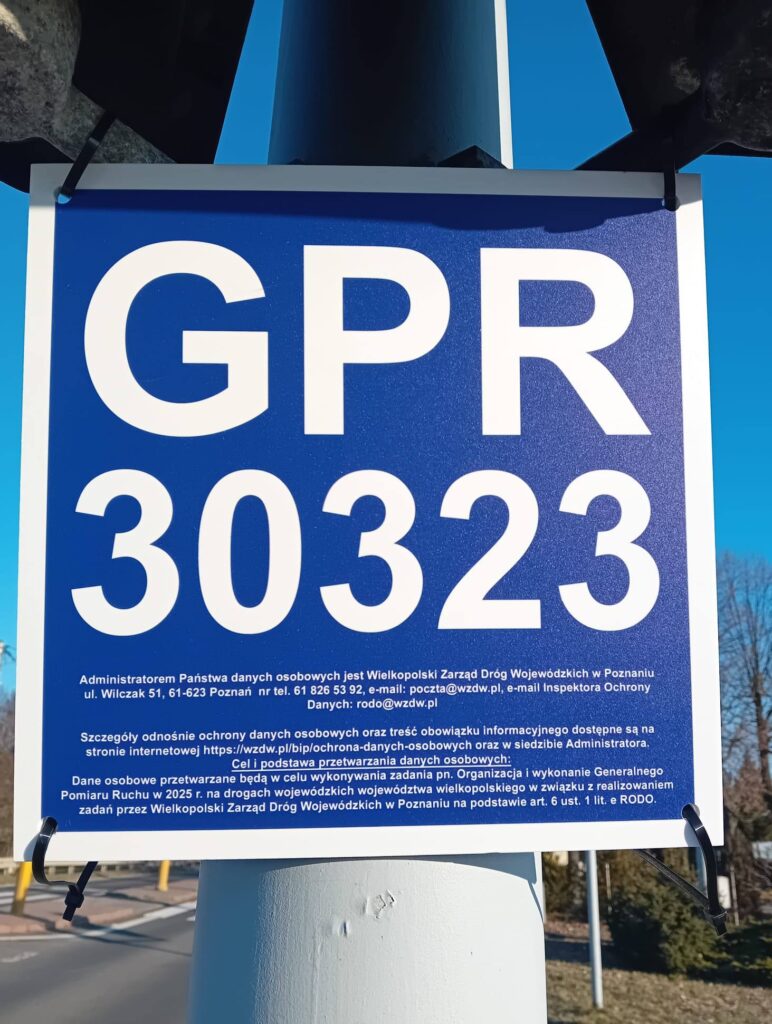 GPR
30323
Administratorem Państwa danych osobowych jest Wielkopolski Zarząd Dróg Wojewódzkich w Poznaniu
ul. Wilczak 51, 61-623 Poznań nr tel. 61 826 53 92, e-mail: poczta@wzdw.pl, e-mail Inspektora Ochrony
Danych: rodo@wzdw.pl
Szczegóły odnośnie ochrony danych osobowych oraz treść obowiązku informacyjnego dostępne są na
stronie internetowej https://wzdw.pl/bip/ochrona-danych-osobowych oraz w siedzibie Administratora.
Cel i podstawa przetwarzania danych osobowych:
Dane osobowe przetwarzane będą w celu wykonywania zadania pn. Organizacja i wykonanie Generalnego
Pomiaru Ruchu w 2025 r. na drogach wojewódzkich województwa wielkopolskiego w związku z realizowaniem
zadań przez Wielkopolski Zarząd Dróg Wojewódzkich w Poznaniu na podstawie art. 6 ust. 1 lit. e RODO.